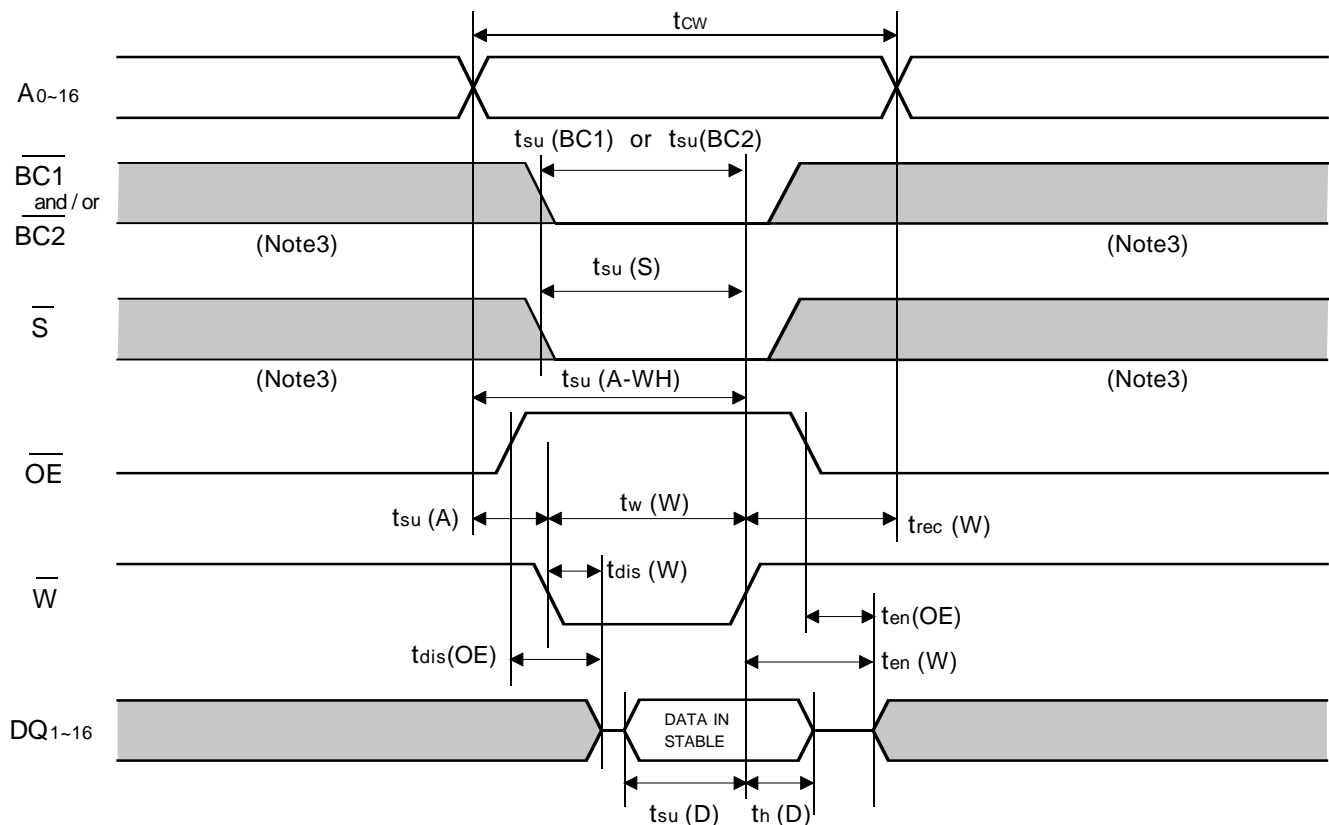 tCW
A0~16
tsu (BC1) or tsu(BC2)
BC1
and / or
BC2
(Note3)
(Note3)
tsu (S)
S
(Note3)
(Note3)
tsu (A-WH)
OE
tsu (A)
tw (W)
trec (W)
W
tdis (W)
ten(OE)
tdis(OE)
ten (W)
DQ1~16
DATA IN
STABLE
tsu (D)
th (D)